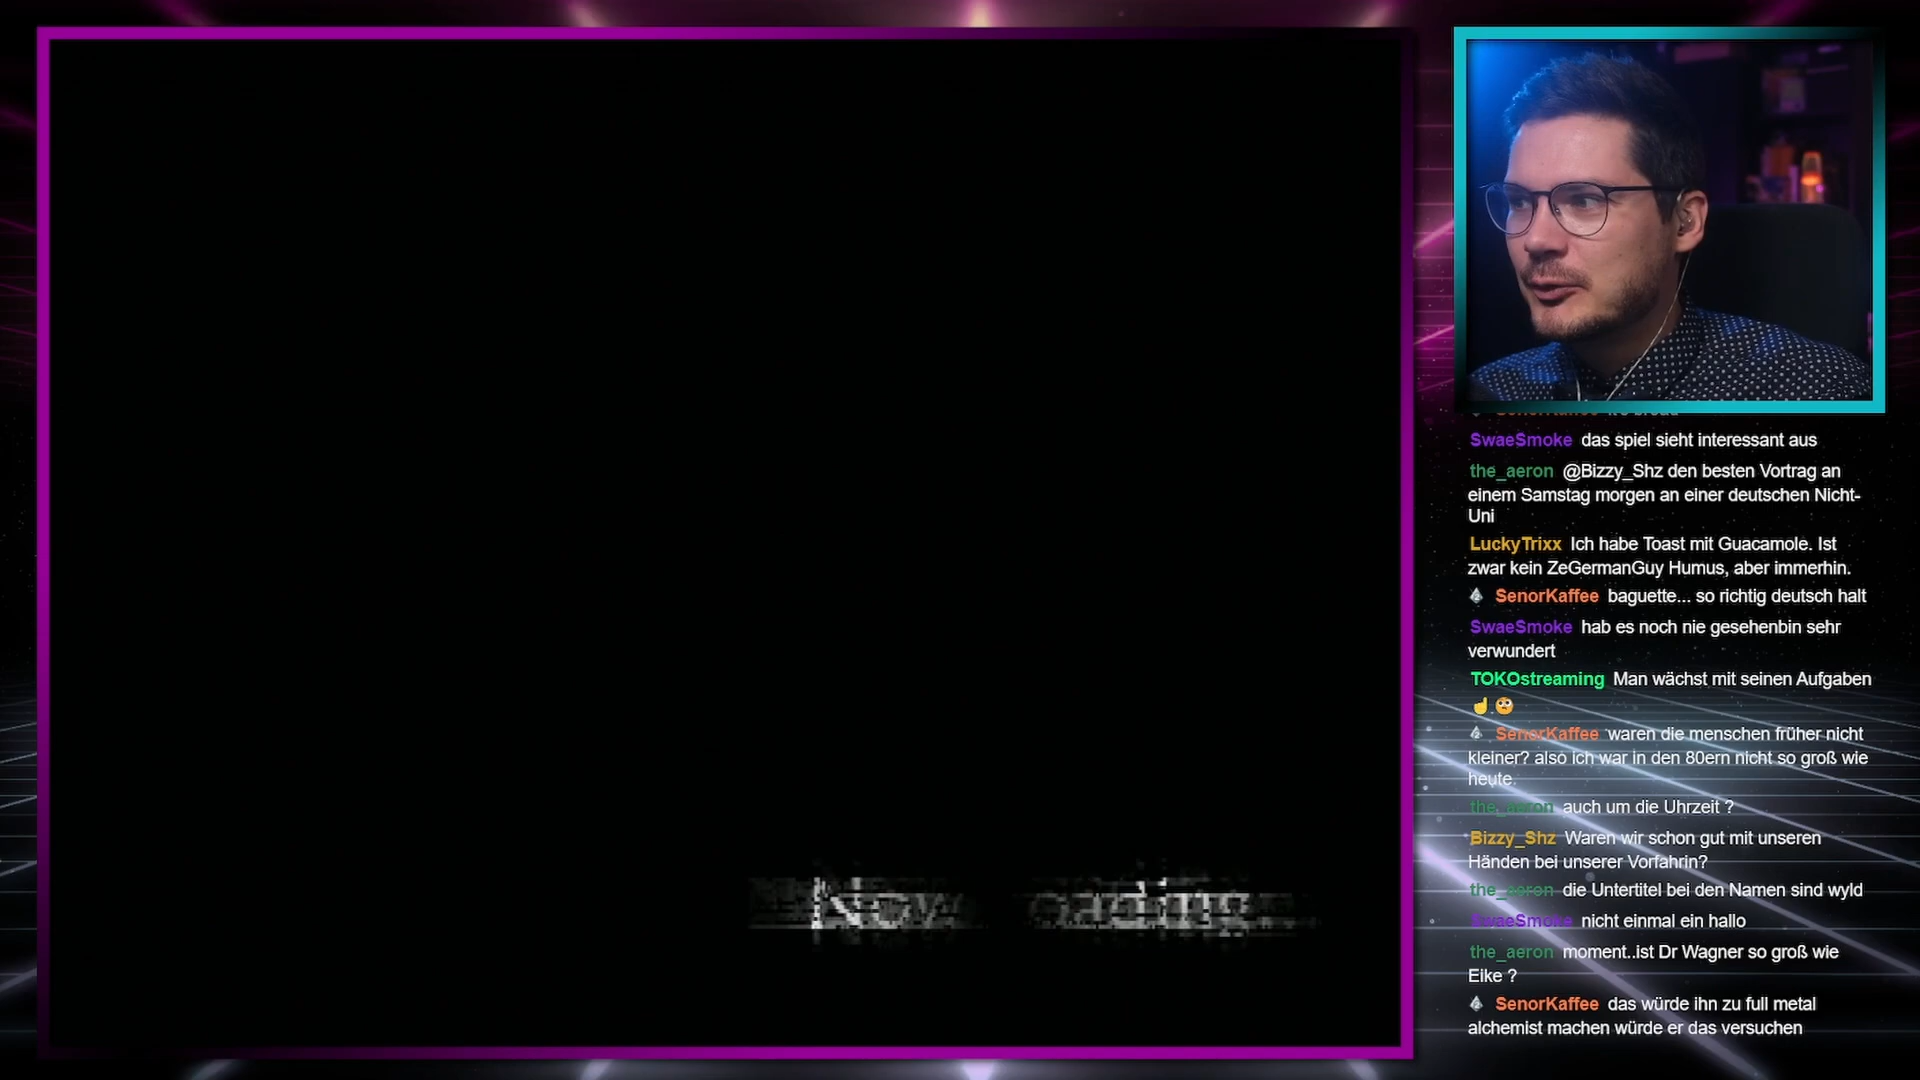 SwaeSmoke das spiel sieht interessant aus
the_aeron @Bizzy_Shz den besten Vortrag an
einem Samstag morgen an einer deutschen Nicht-
Uni
LuckyTrixx Ich habe Toast mit Guacamole. Ist
zwar kein ZeGermanGuy Humus, aber immerhin.
SenorKaffee baguette... so richtig deutsch halt
SwaeSmoke hab es noch nie gesehenbin sehr
verwundert
TOKOstreaming Man wächst mit seinen Aufgaben
SenorKaffee waren die menschen früher nicht
kleiner? also ich war in den 80ern nicht so groß wie
heute.
the_aeron auch um die Uhrzeit ?
Bizzy_Shz Waren wir schon gut mit unseren
Händen bei unserer Vorfahrin?
the_aeron die Untertitel bei den Namen sind wyld
SwaeSmoke nicht einmal ein hallo
the_aeron moment..ist Dr Wagner so groß wie
Eike ?
SenorKaffee das würde ihn zu full metal
alchemist machen würde er das versuchen